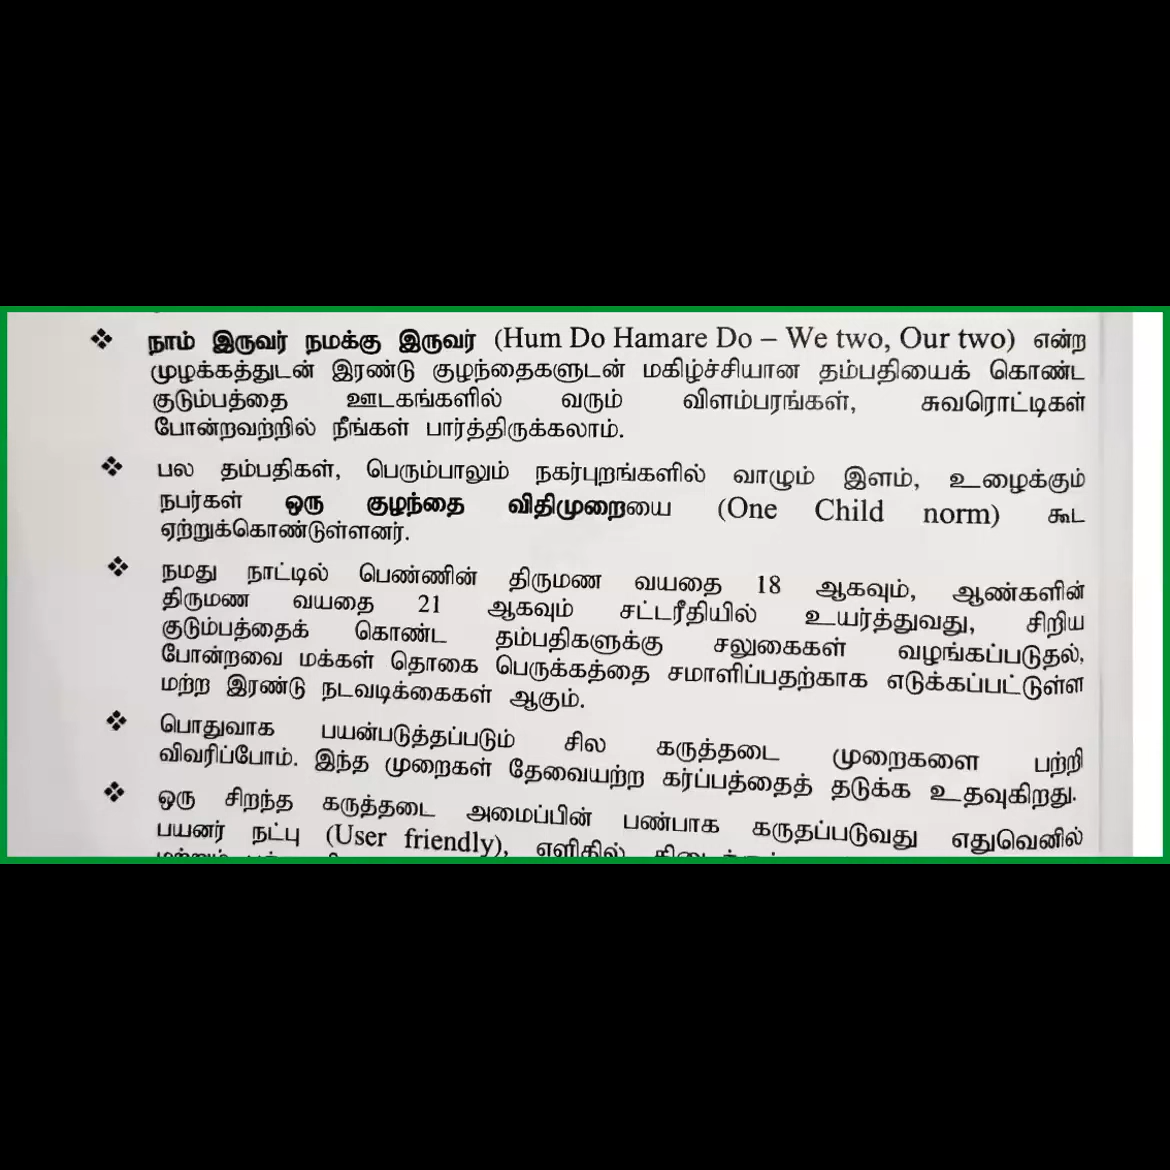 ❖ நாம் இருவர் நமக்கு இருவர் (Hum Do Hamare Do – We two, Our two) என்ற
முழக்கத்துடன் இரண்டு குழந்தைகளுடன் மகிழ்ச்சியான தம்பதியைக் கொண்ட
குடும்பத்தை ஊடகங்களில் வரும் விளம்பரங்கள், சுவரொட்டிகள்
போன்றவற்றில் நீங்கள் பார்த்திருக்கலாம்.
❖ பல தம்பதிகள், பெரும்பாலும் நகர்புறங்களில் வாழும் இளம், உழைக்கும்
நபர்கள் ஒரு குழந்தை விதிமுறையை (One Child norm) கூட
ஏற்றுக்கொண்டுள்ளனர்.
❖ நமது நாட்டில் பெண்ணின் திருமண வயதை 18 ஆகவும், ஆண்களின்
திருமண வயதை 21 ஆகவும் சட்டரீதியில் உயர்த்துவது, சிறிய
குடும்பத்தைக் கொண்ட தம்பதிகளுக்கு சலுகைகள் வழங்கப்படுதல்,
போன்றவை மக்கள் தொகை பெருக்கத்தை சமாளிப்பதற்காக எடுக்கப்பட்டுள்ள
மற்ற இரண்டு நடவடிக்கைகள் ஆகும்.
❖ பொதுவாக பயன்படுத்தப்படும் சில கருத்தடை முறைகளை பற்றி
விவரிப்போம். இந்த முறைகள் தேவையற்ற கர்ப்பத்தைத் தடுக்க உதவுகிறது.
❖ ஒரு சிறந்த கருத்தடை அமைப்பின் பண்பாக கருதப்படுவது எதுவெனில்
பயனர் நட்பு (User friendly), எளிதில்